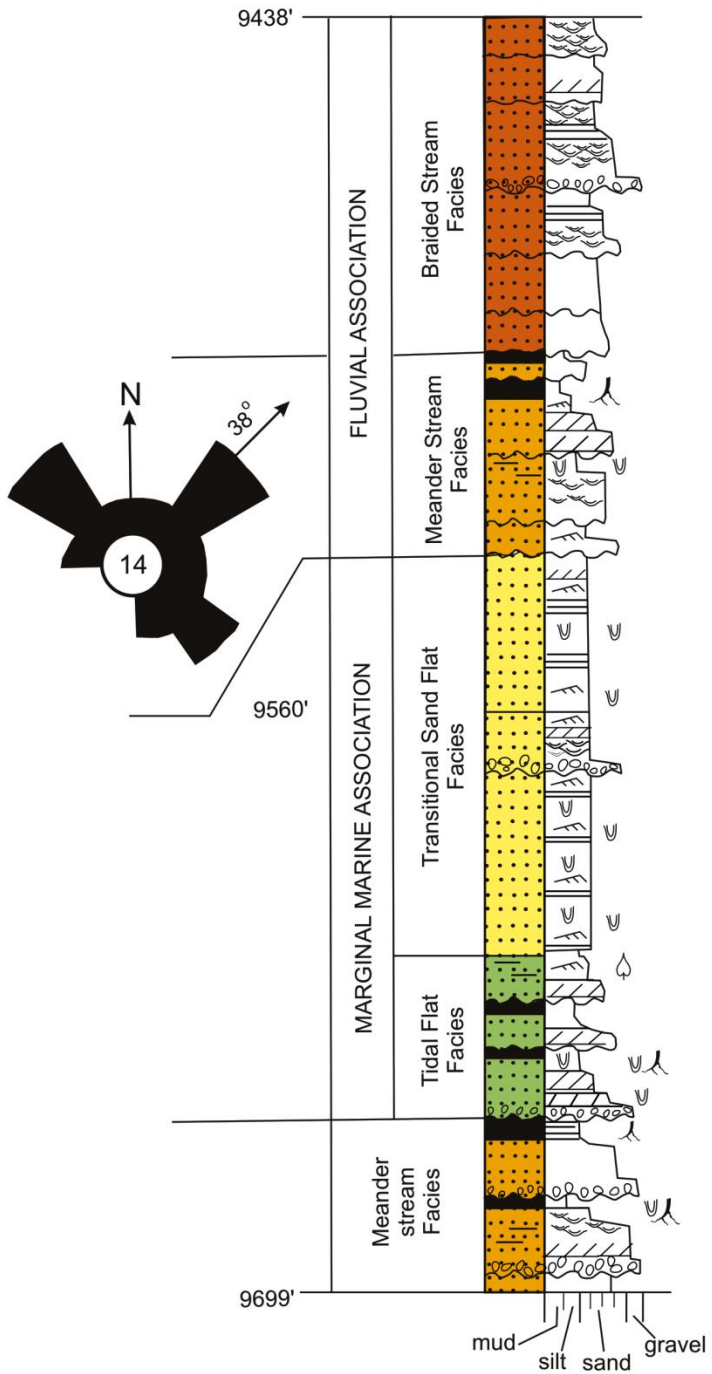 9438'
FLUVIAL ASSOCIATION
Braided Stream
Facies
Meander Stream
Facies
N
38°
14
9560'
MARGINAL MARINE ASSOCIATION
Transitional Sand Flat
Facies
Tidal Flat
Facies
Meander
stream
Facies
9699'
mud
silt
sand
gravel